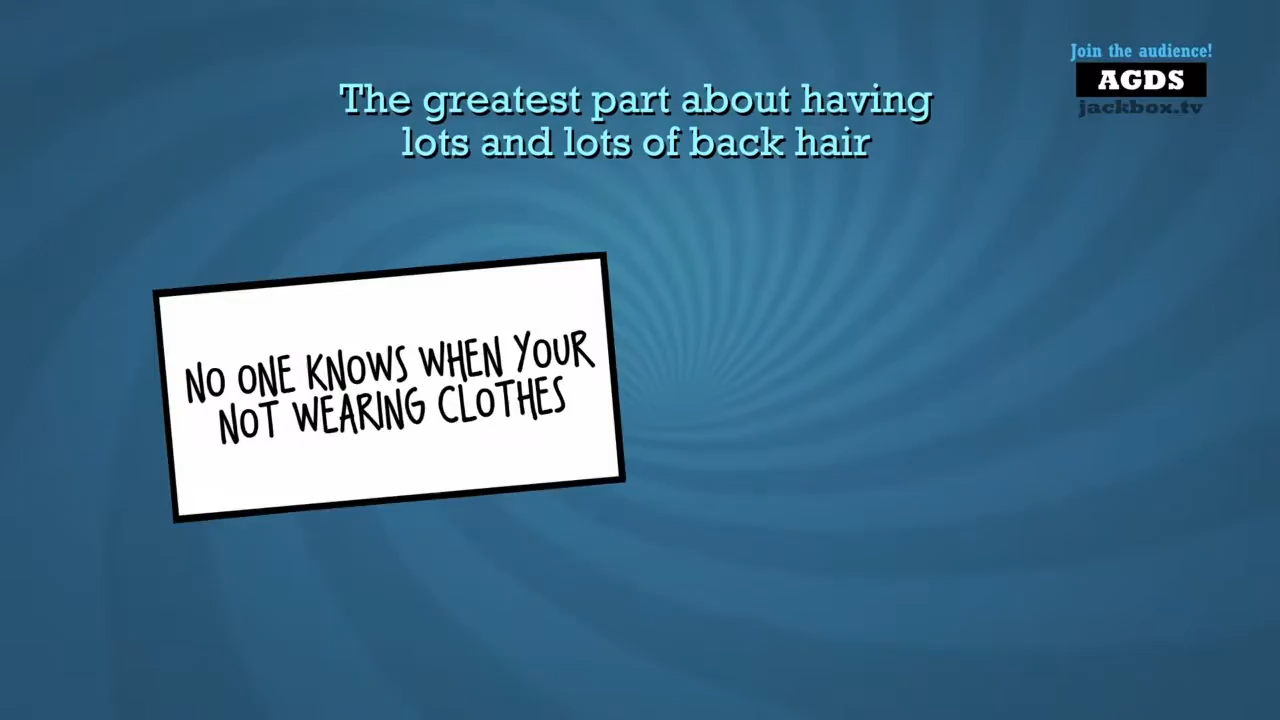 Join the audience!
AGDS
jackbox.tv
The greatest part about having
lots and lots of back hair
NO ONE KNOWS WHEN YOUR
NOT WEARING CLOTHES